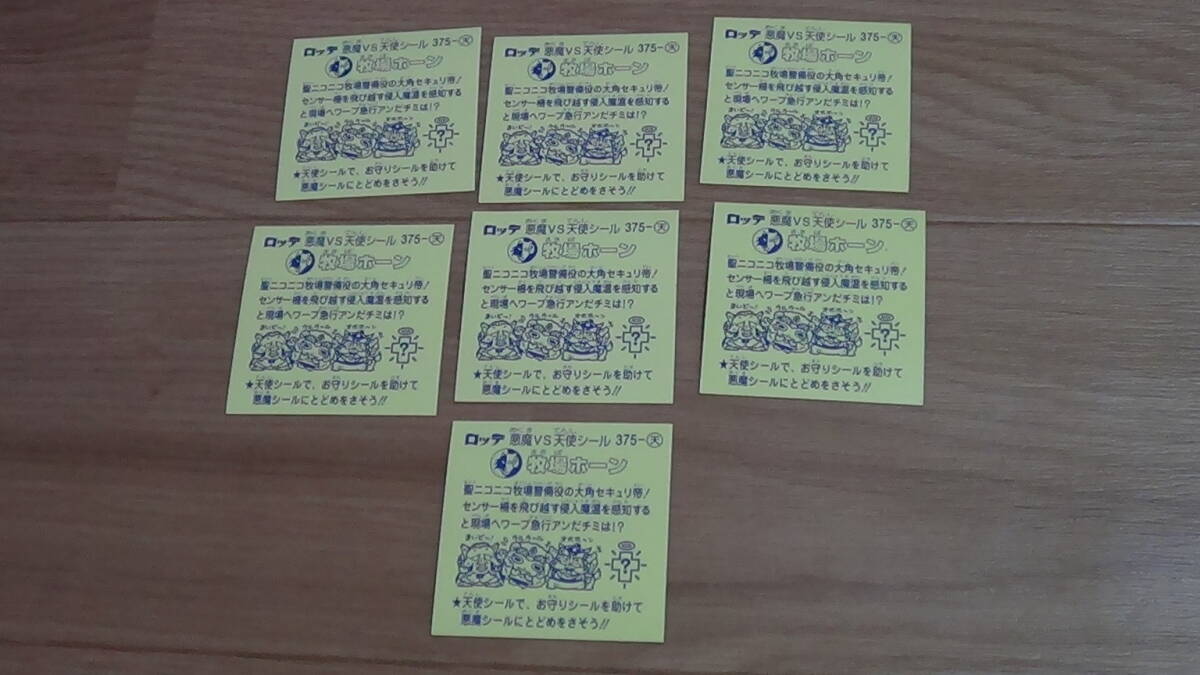 ロッテ 悪魔VS天使シール 375-天
牧場ホーン
聖ニコニコ牧場警備役の大角セキュリ帝!
センサー柵を飛び越す侵入魔温を感知する
と現場へワープ急行アンだチミは!?
★天使シールで、お守りシールを助けて
悪魔シールにとどめをさそう!!
ロッテ 悪魔VS天使シール 375-天
牧場ホーン
聖ニコニコ牧場警備役の大角セキュリ帝!
センサー柵を飛び越す侵入魔温を感知する
と現場へワープ急行アンだチミは!?
?
★天使シールで、お守りシールを助けて
悪魔シールにとどめをさそう!!
ロッテ 悪魔VS天使シール 375-天
牧場ホーン
聖ニコニコ牧場警備役の大角セキュリ帝!
センサー柵を飛び越す侵入魔温を感知する
と現場へワープ急行アンだチミは!?
?
★天使シールで、お守りシールを助けて
悪魔シールにとどめをさそう!!
ロッテ 悪魔VS天使シール 375-天
牧場ホーン
聖ニコニコ牧場警備役の大角セキュリ帝!
センサー柵を飛び越す侵入魔温を感知する
と現場へワープ急行アンだチミは!?
まいピー! ?
★天使シールで、お守りシールを助けて
悪魔シールにとどめをさそう!!
ロッテ 悪魔VS天使シール 375-天
牧場ホーン
聖ニコニコ牧場警備役の大角セキュリ帝!
センサー柵を飛び越す侵入魔温を感知する
と現場へワープ急行アンだチミは!?
まいピー! ?
★天使シールで、お守りシールを助けて
悪魔シールにとどめをさそう!!
ロッテ 悪魔VS天使シール 375-天
牧場ホーン
聖ニコニコ牧場警備役の大角セキュリ帝!
センサー柵を飛び越す侵入魔温を感知する
と現場へワープ急行アンだチミは!?
?
★天使シールで、お守りシールを助けて
悪魔シールにとどめをさそう!!
ロッテ 悪魔VS天使シール 375-天
牧場ホーン
聖ニコニコ牧場警備役の大角セキュリ帝!
センサー柵を飛び越す侵入魔温を感知する
と現場へワープ急行アンだチミは!?
まいピー! ?
★天使シールで、お守りシールを助けて
悪魔シールにとどめをさそう!!